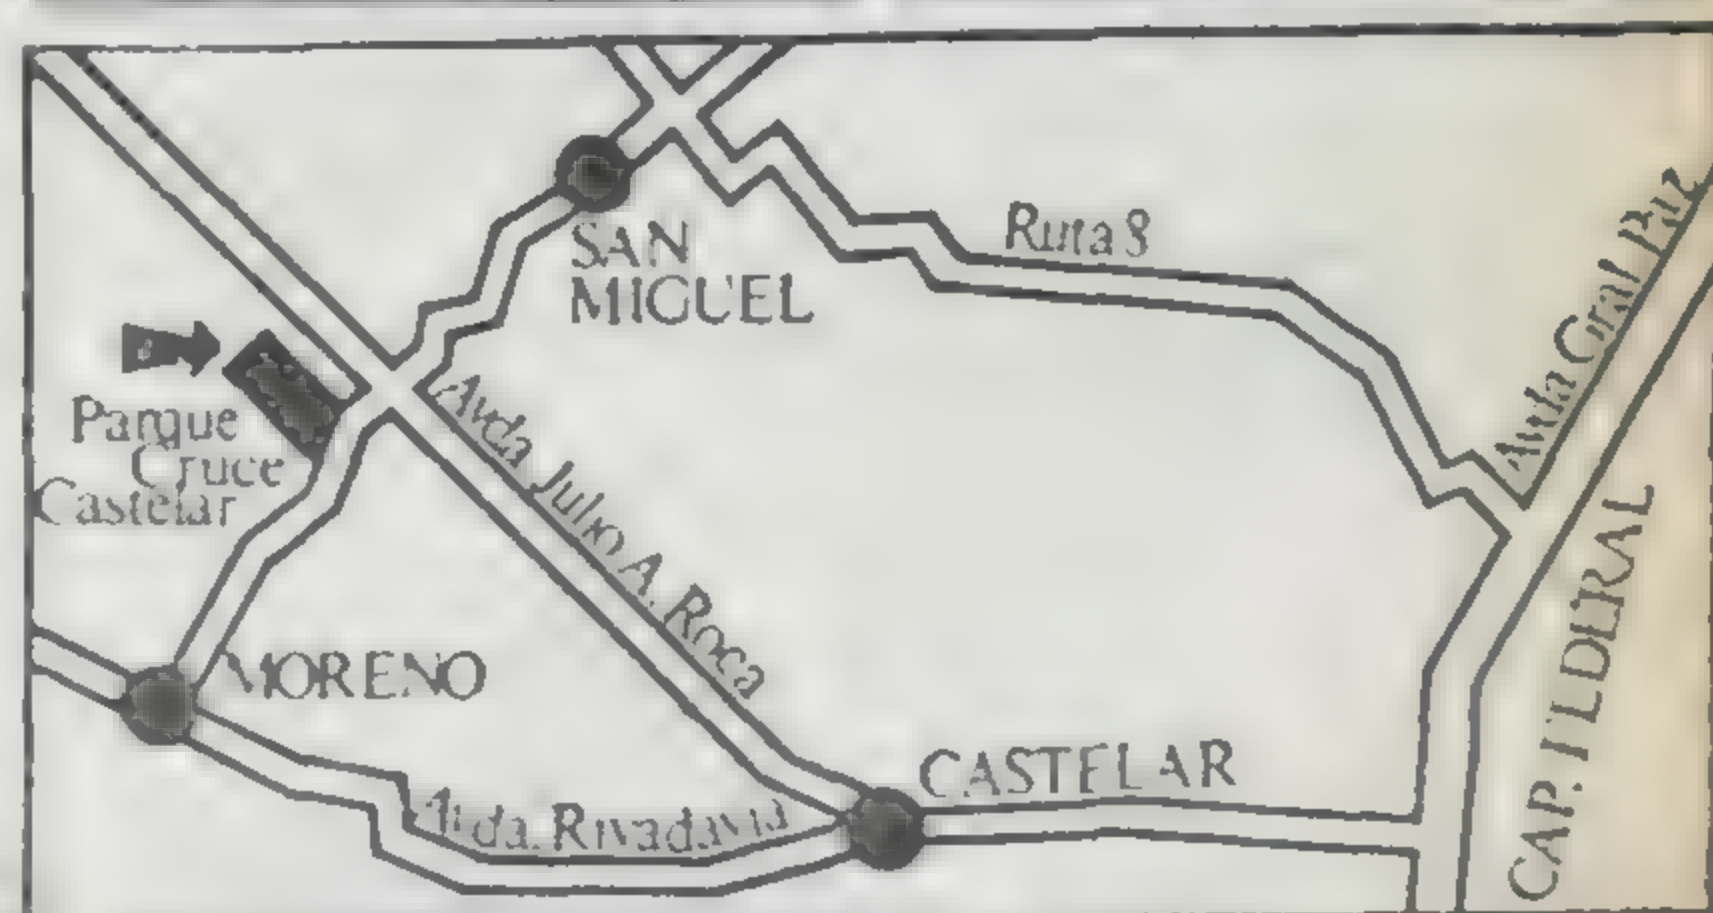 Ruta 8
SAN
MIGUEL
Avda Gral Paz
Parque
Cruce
Castelar
Avda Julio A. Roca
MORENO
CASTELAR
Avda. Rivadavia
CAP. FEDERAL